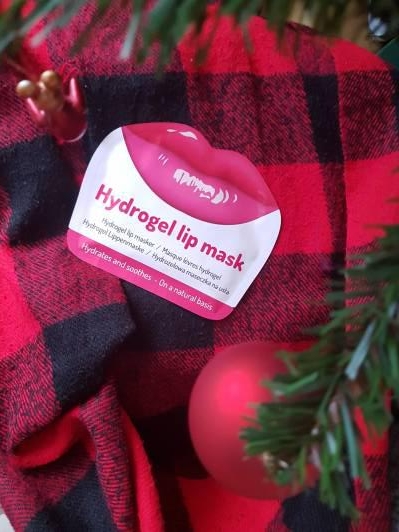 Hydrogel lip mask
Hydrogel lip masker / Masque lèvres hydrogel
Hydrogel Lippenmaske / Hydrożelowa maseczka na usta
Hydrates and soothes - On a natural basis